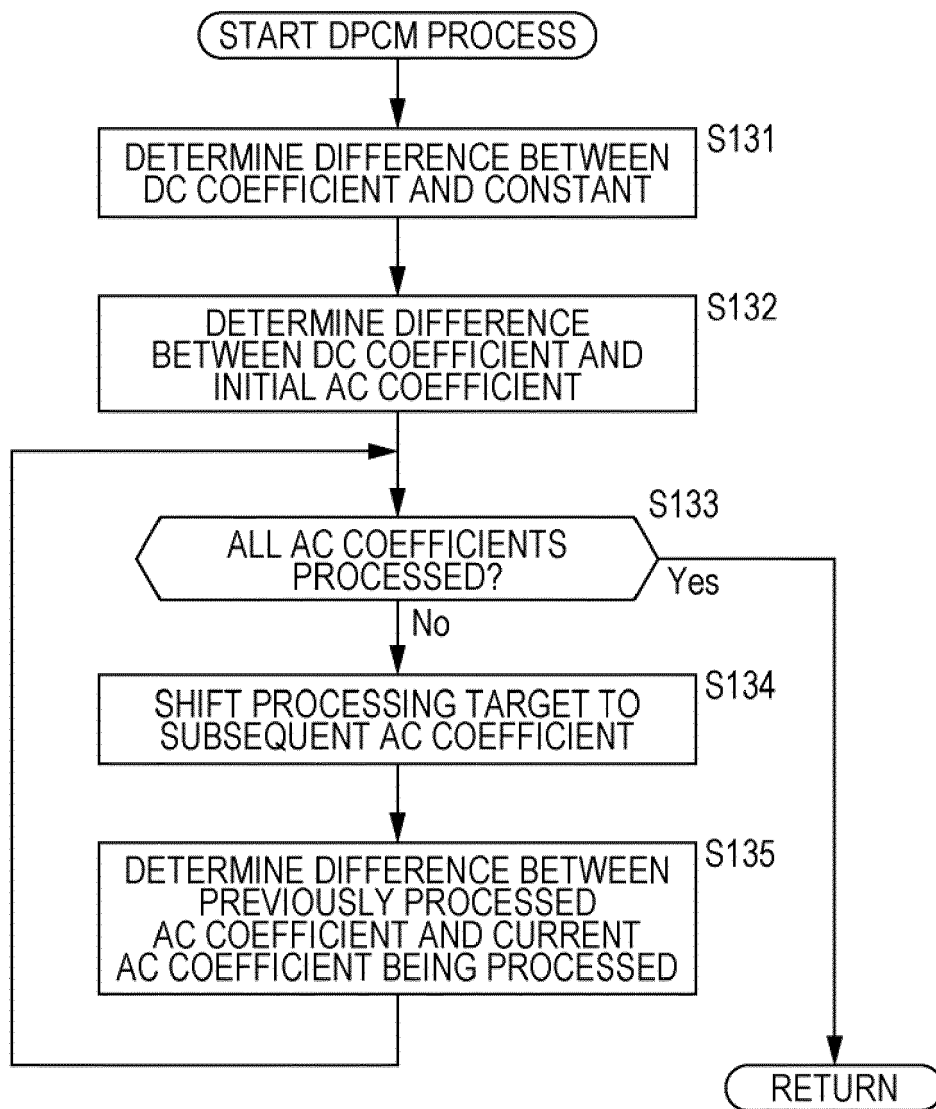 START DPCM PROCESS
S131
DETERMINE DIFFERENCE BETWEEN
DC COEFFICIENT AND CONSTANT
S132
DETERMINE DIFFERENCE
BETWEEN DC COEFFICIENT AND
INITIAL AC COEFFICIENT
S133
ALL AC COEFFICIENTS
PROCESSED?
Yes
No
S134
SHIFT PROCESSING TARGET TO
SUBSEQUENT AC COEFFICIENT
S135
DETERMINE DIFFERENCE BETWEEN
PREVIOUSLY PROCESSED
AC COEFFICIENT AND CURRENT
AC COEFFICIENT BEING PROCESSED
RETURN